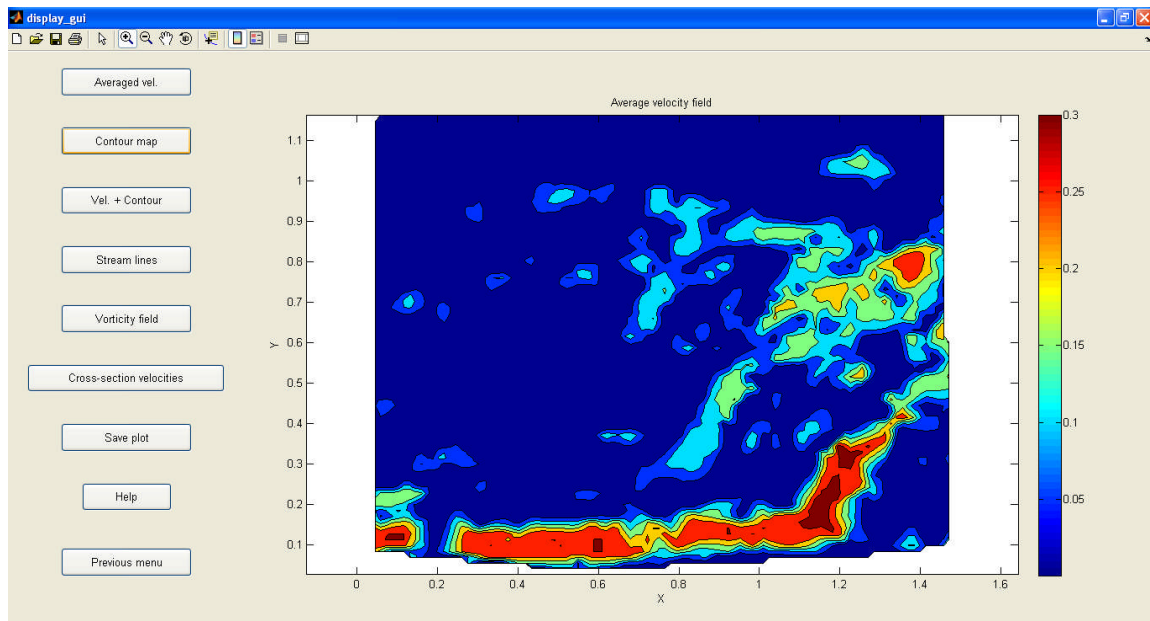 display_gui
Averaged vel.
Contour map
Vel. + Contour
Stream lines
Vorticity field
Cross-section velocities
Save plot
Help
Previous menu
Average velocity field
1.1
1
0.9
0.8
0.7
0.6
0.5
0.4
0.3
0.2
0.1
Y
0 0.2 0.4 0.6 0.8 1 1.2 1.4 1.6
X
0.3
0.25
0.2
0.15
0.1
0.05